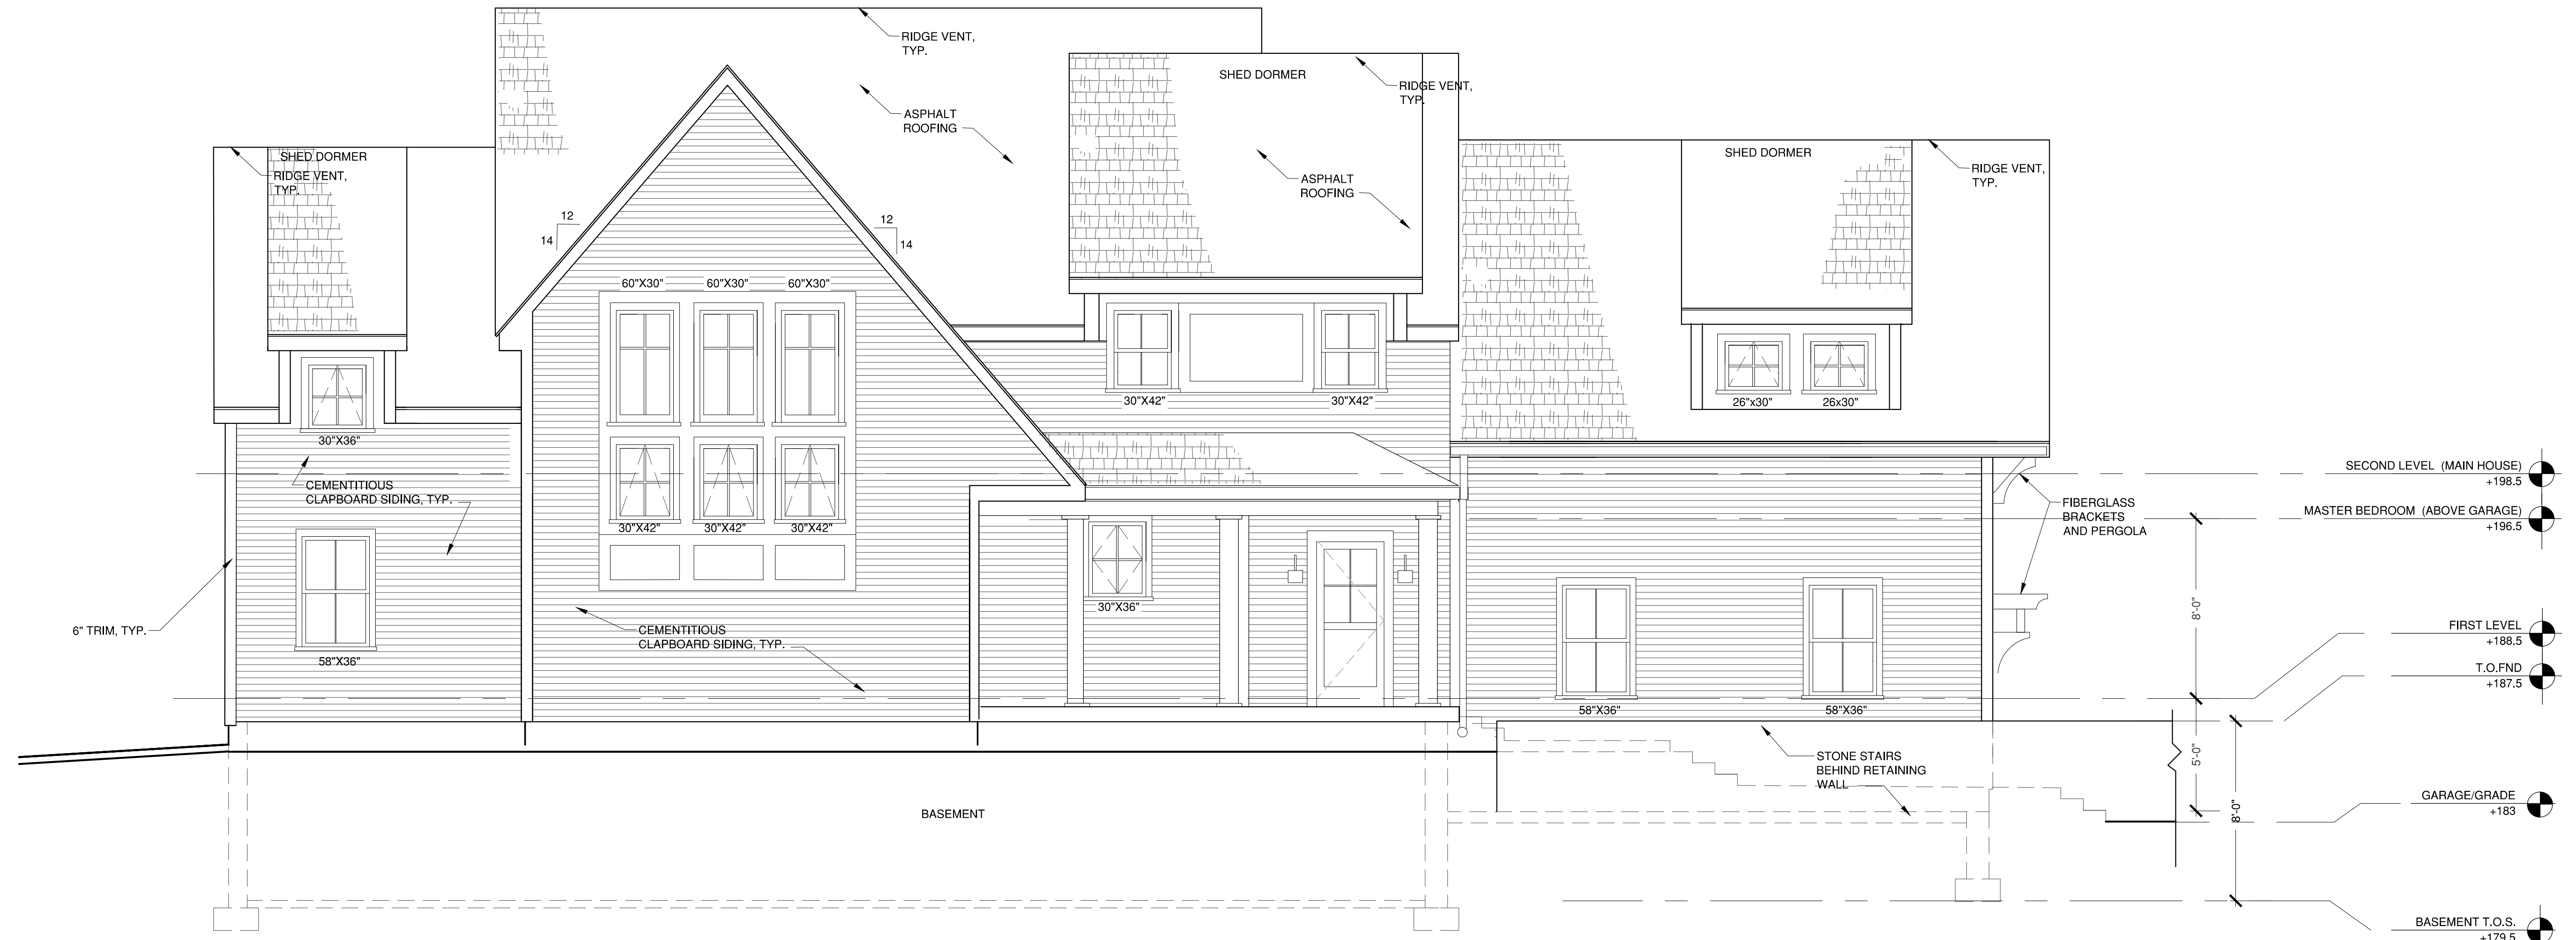 RIDGE VENT,
TYP.
SHED DORMER
RIDGE VENT,
TYP.
ASPHALT
ROOFING
SHED DORMER
RIDGE VENT,
TYP.
SHED DORMER
RIDGE VENT,
TYP.
ASPHALT
ROOFING
12
14
12
14
60"X30"
60"X30"
60"X30"
30"X42"
30"X42"
26"x30"
26x30"
30"X36"
CEMENTITIOUS
CLAPBOARD SIDING, TYP.
30"X42"
30"X42"
30"X42"
FIBERGLASS
BRACKETS
AND PERGOLA
SECOND LEVEL (MAIN HOUSE)
+198.5
MASTER BEDROOM (ABOVE GARAGE)
+196.5
30"X36"
8'-0"
6" TRIM, TYP.
58"X36"
CEMENTITIOUS
CLAPBOARD SIDING, TYP.
FIRST LEVEL
+188.5
T.O.FND
+187.5
58"X36"
58"X36"
STONE STAIRS
BEHIND RETAINING
WALL
5'-0"
8'-0"
GARAGE/GRADE
+183
BASEMENT
BASEMENT T.O.S.
+179.5